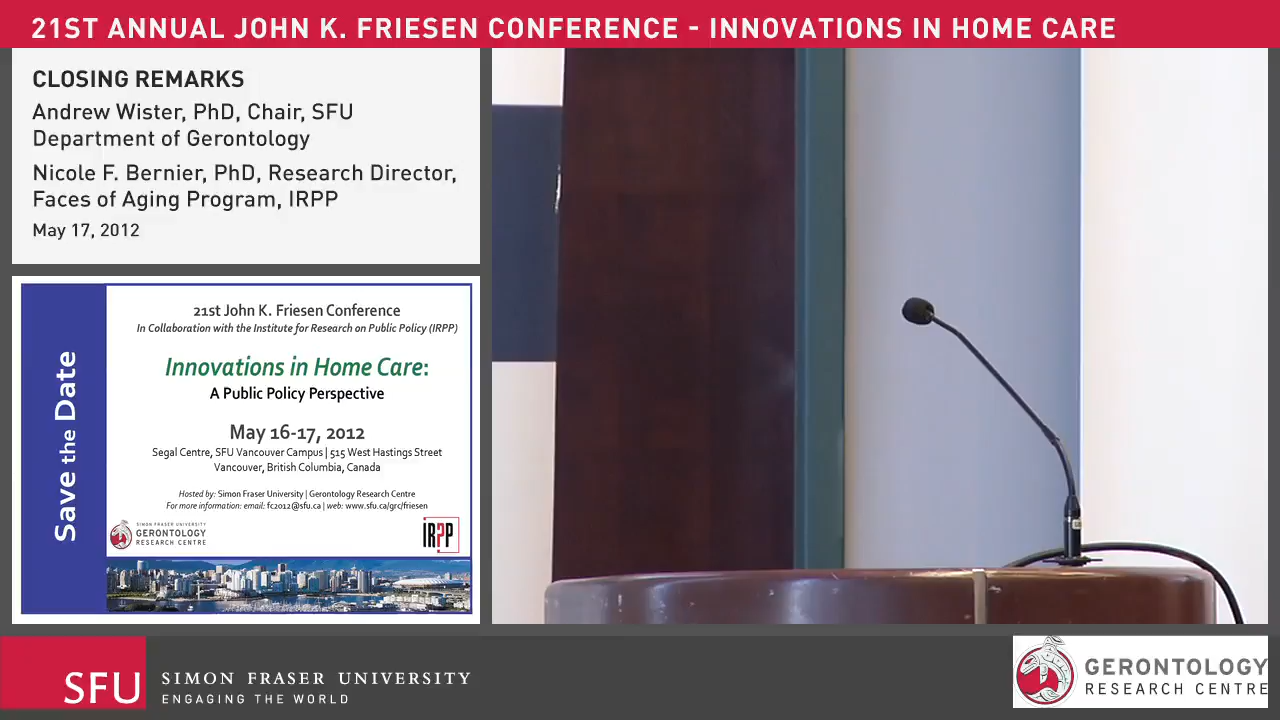 21ST ANNUAL JOHN K. FRIESEN CONFERENCE - INNOVATIONS IN HOME CARE
CLOSING REMARKS
Andrew Wister, PhD, Chair, SFU
Department of Gerontology
Nicole F. Bernier, PhD, Research Director,
Faces of Aging Program, IRPP
May 17, 2012
Save the Date
21st John K. Friesen Conference
In Collaboration with the Institute for Research on Public Policy (IRPP)
Innovations in Home Care:
A Public Policy Perspective
May 16-17, 2012
Segal Centre, SFU Vancouver Campus | 515 West Hastings Street
Vancouver, British Columbia, Canada
Hosted by: Simon Fraser University | Gerontology Research Centre
For more information: email: fc2012@sfu.ca | web: www.sfu.ca/grc/friesen
SIMON FRASER UNIVERSITY
GERONTOLOGY
RESEARCH CENTRE
IRPP
SFU
SIMON FRASER UNIVERSITY
ENGAGING THE WORLD
GERONTOLOGY
RESEARCH CENTRE